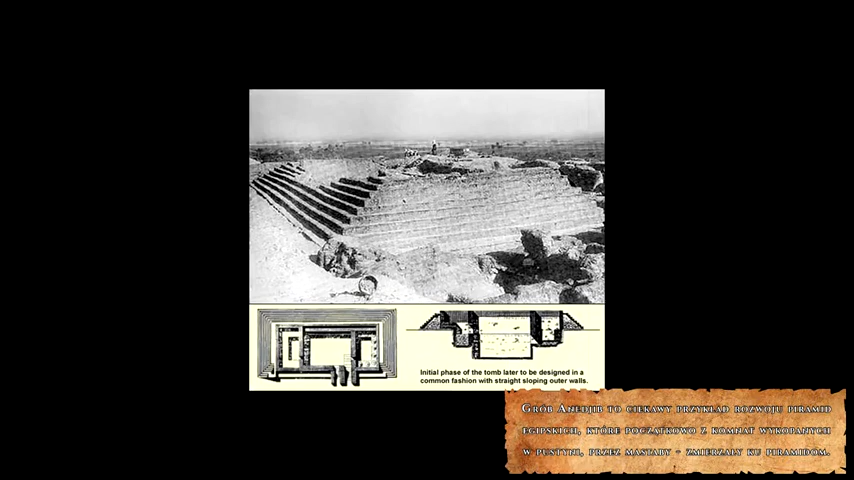 Initial phase of the tomb later to be designed in a
common fashion with straight sloping outer walls.
Grób Anedjib to ciekawy przykład rozwoju piramid
egipskich, które początkowo z komnat wykopanych
w pustyni, przez mastaby - zmierzały ku piramidom.